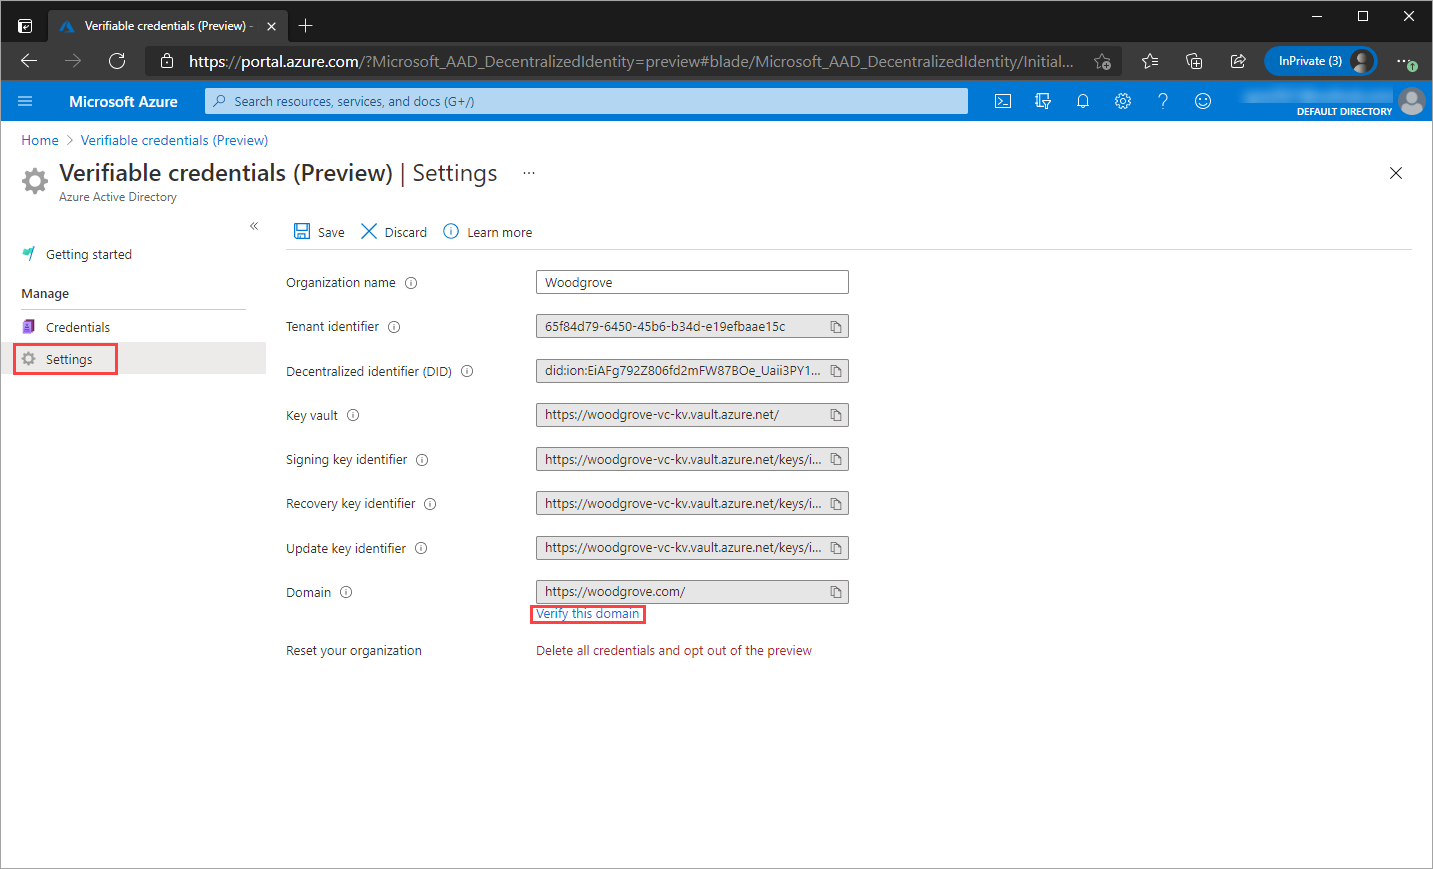 Verifiable credentials (Preview) -
https://portal.azure.com/?Microsoft_AAD_DecentralizedIdentity=preview#blade/Microsoft_AAD_DecentralizedIdentity/Initial...
InPrivate (3)
Microsoft Azure
Search resources, services, and docs (G+/)
DEFAULT DIRECTORY
Home > Verifiable credentials (Preview)
Verifiable credentials (Preview) | Settings ...
Azure Active Directory
Save
Discard
Learn more
Getting started
Manage
Credentials
Settings
Organization name
Woodgrove
Tenant identifier
65f84d79-6450-45b6-b34d-e19efbaae15c
Decentralized identifier (DID)
did:ion:EiAFg792Z806fd2mFW87BOe_Uaii3PY1...
Key vault
https://woodgrove-vc-kv.vault.azure.net/
Signing key identifier
https://woodgrove-vc-kv.vault.azure.net/keys/i...
Recovery key identifier
https://woodgrove-vc-kv.vault.azure.net/keys/i...
Update key identifier
https://woodgrove-vc-kv.vault.azure.net/keys/i...
Domain
https://woodgrove.com/
Verify this domain
Reset your organization
Delete all credentials and opt out of the preview